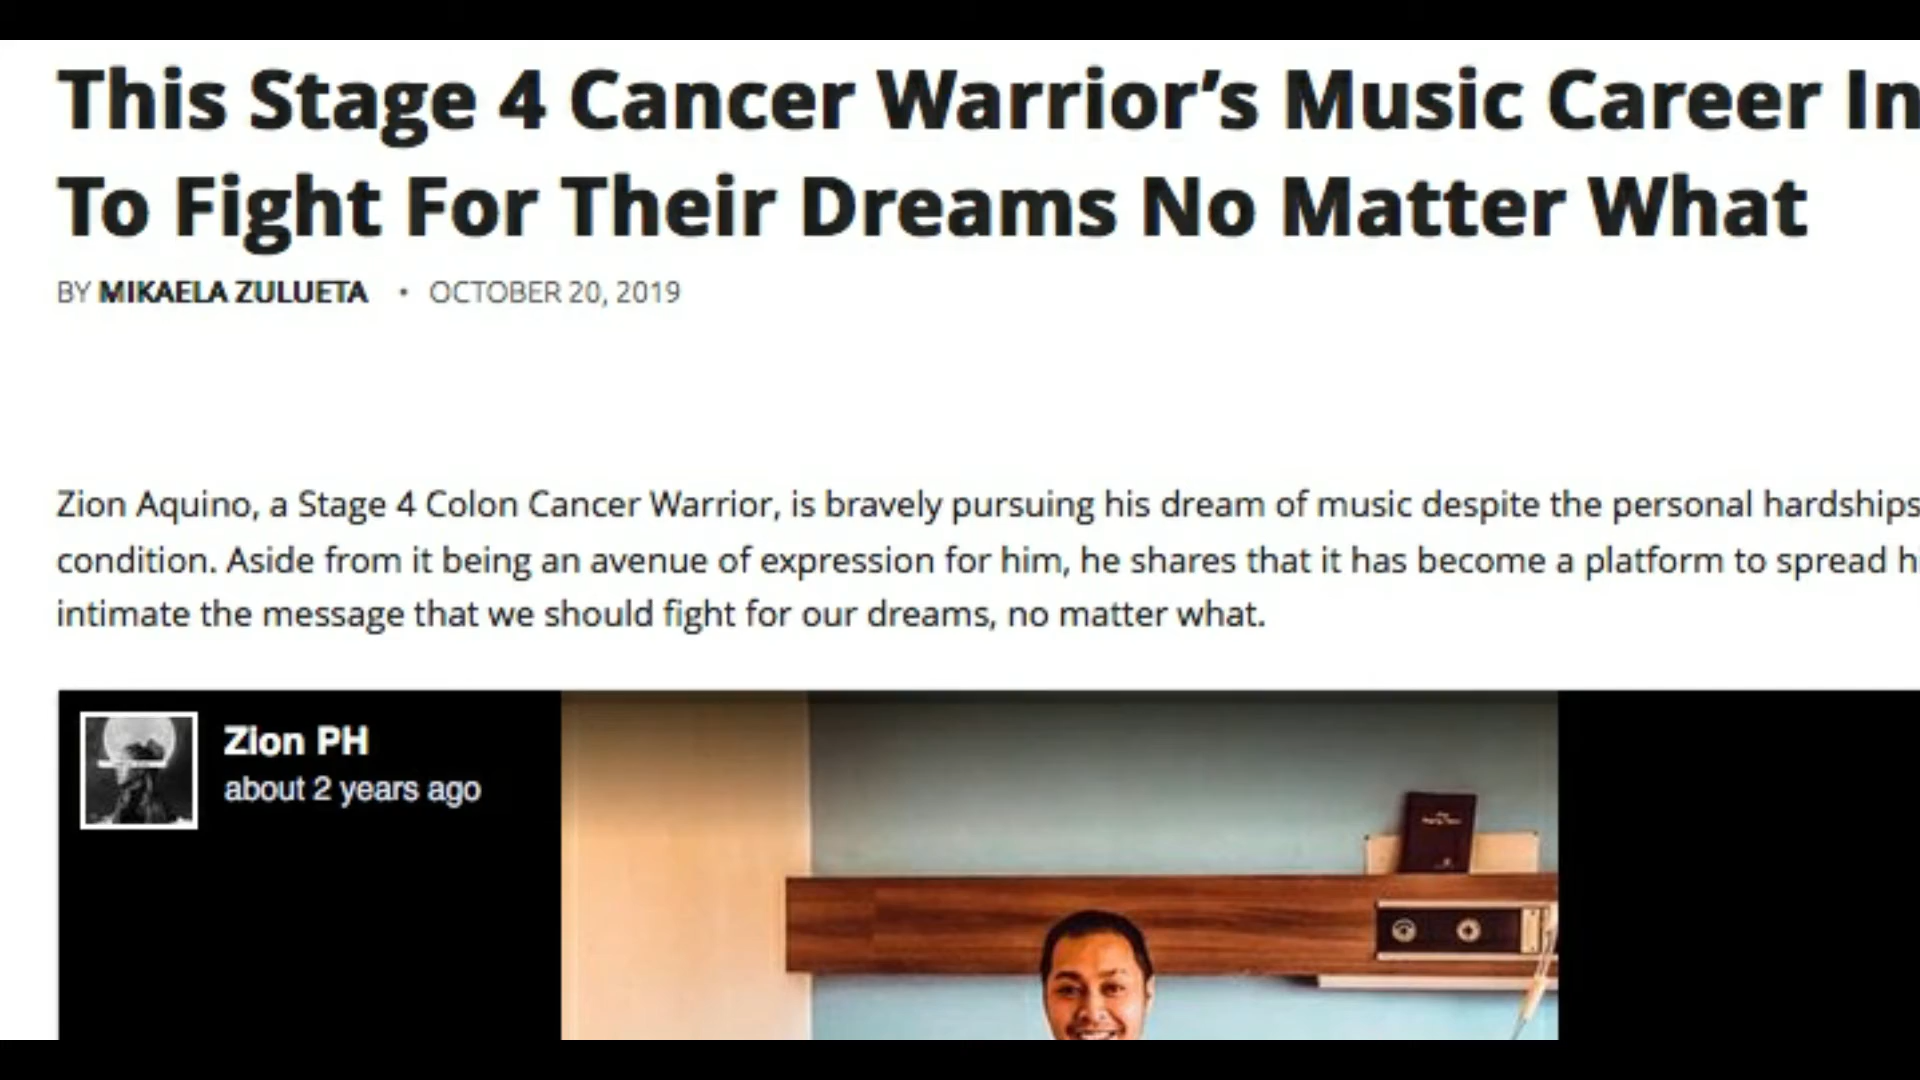 This Stage 4 Cancer Warrior’s Music Career In
To Fight For Their Dreams No Matter What
BY MIKAELA ZULUETA • OCTOBER 20, 2019
Zion Aquino, a Stage 4 Colon Cancer Warrior, is bravely pursuing his dream of music despite the personal hardships
condition. Aside from it being an avenue of expression for him, he shares that it has become a platform to spread hi
intimate the message that we should fight for our dreams, no matter what.
Zion PH
about 2 years ago